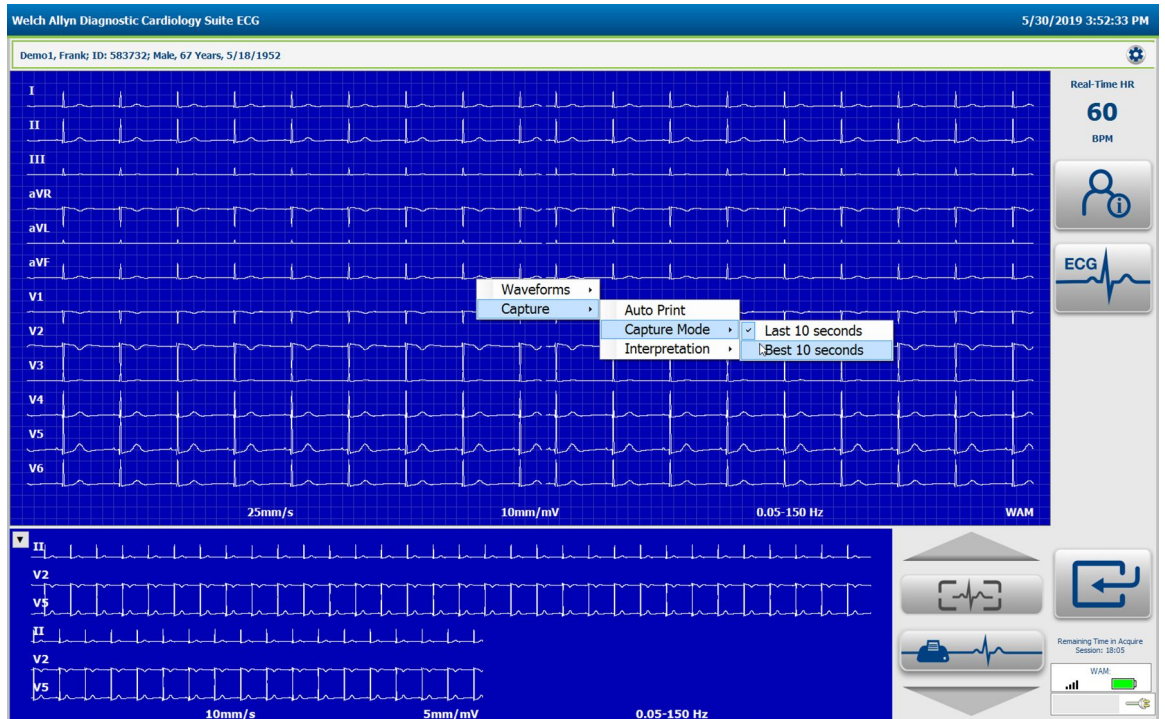 Welch Allyn Diagnostic Cardiology Suite ECG
5/30/2019 3:52:33 PM
Demo1, Frank; ID: 583732; Male, 67 Years, 5/18/1952
I
II
III
aVR
aVL
aVF
V1
V2
V3
V4
V5
V6
Waveforms
Capture
Auto Print
Capture Mode
Interpretation
Last 10 seconds
Best 10 seconds
25mm/s 10mm/mV 0.05-150 Hz WAM
Real-Time HR
60
BPM
ECG
II
V2
V5
II
V2
V5
10mm/s 5mm/mV 0.05-150 Hz
Remaining Time in Acquire
Session: 18:05
WAM: